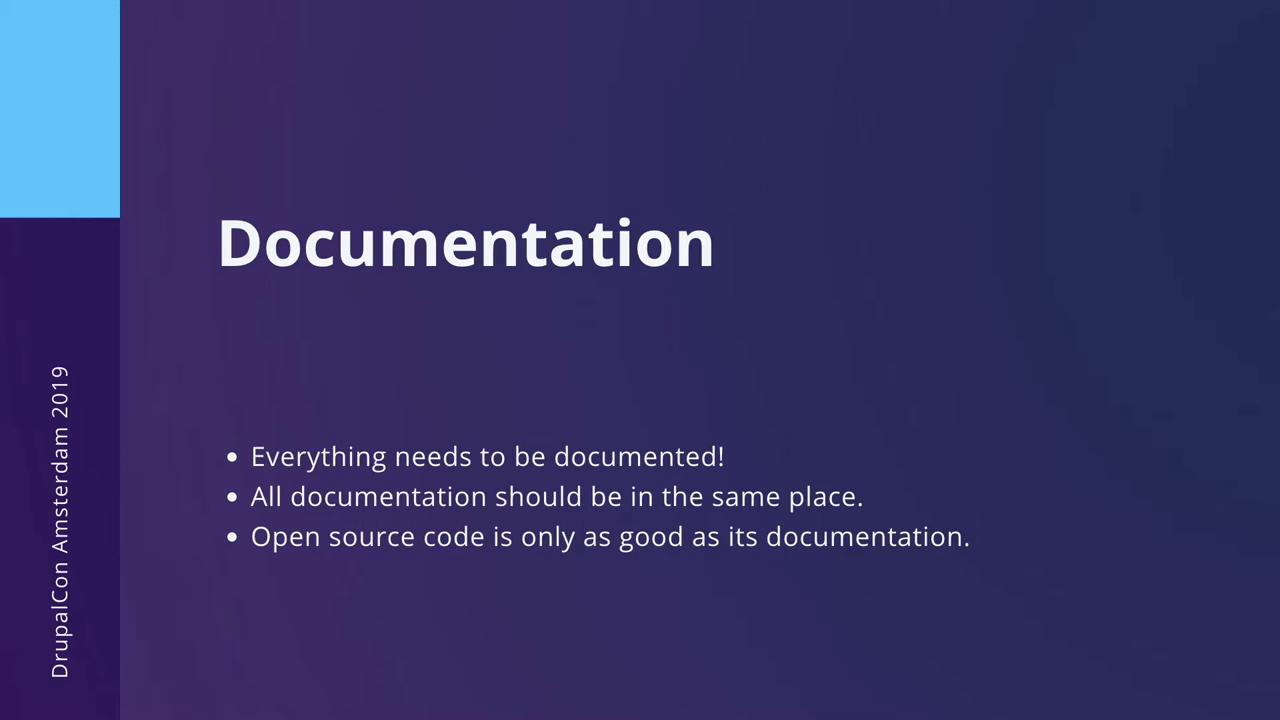 Documentation
• Everything needs to be documented!
• All documentation should be in the same place.
• Open source code is only as good as its documentation.
DrupalCon Amsterdam 2019